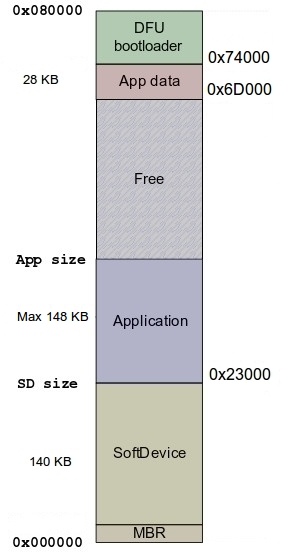 0x080000
DFU
bootloader
0x74000
28 KB
App data
0x6D000
Free
App size
Max 148 KB
Application
SD size
0x23000
140 KB
SoftDevice
MBR
0x000000